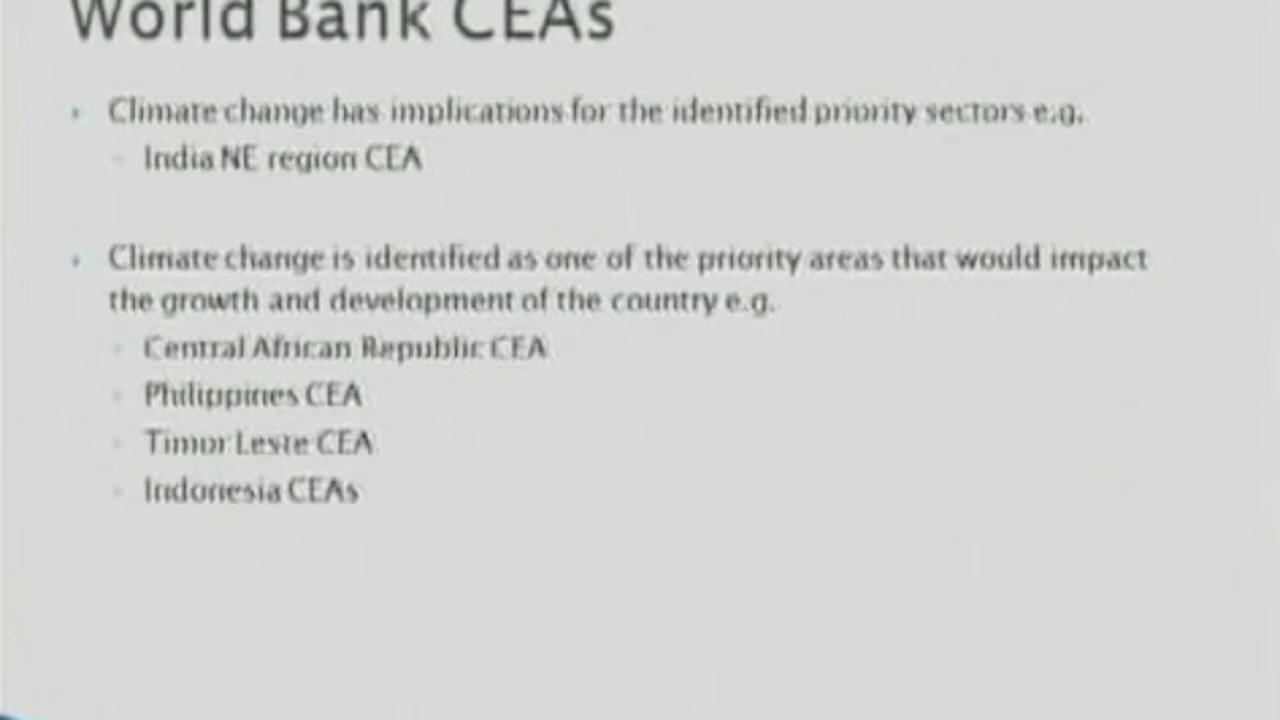 World Bank CEAs
Climate change has implications for the identified priority sectors e.g.
India NE region CEA
Climate change is identified as one of the priority areas that would impact
the growth and development of the country e.g.
Central African Republic CEA
Philippines CEA
Timor Leste CEA
Indonesia CEAs